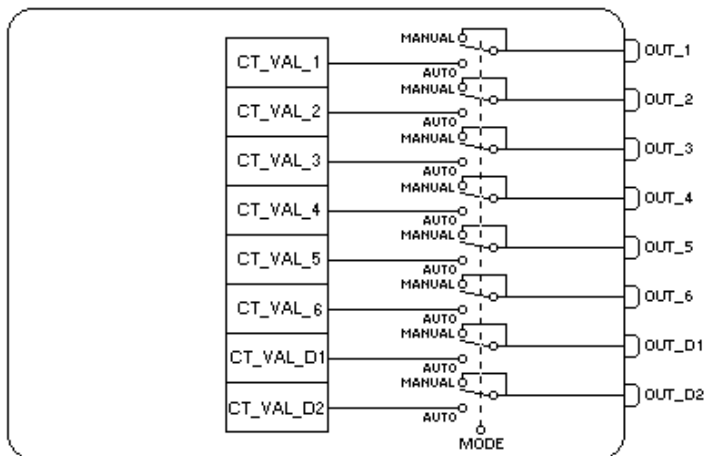 MANUAL
CT_VAL_1
OUT_1
AUTO
MANUAL
CT_VAL_2
OUT_2
AUTO
MANUAL
CT_VAL_3
OUT_3
AUTO
MANUAL
CT_VAL_4
OUT_4
AUTO
MANUAL
CT_VAL_5
OUT_5
AUTO
MANUAL
CT_VAL_6
OUT_6
AUTO
MANUAL
CT_VAL_D1
OUT_D1
AUTO
MANUAL
CT_VAL_D2
OUT_D2
AUTO
MODE